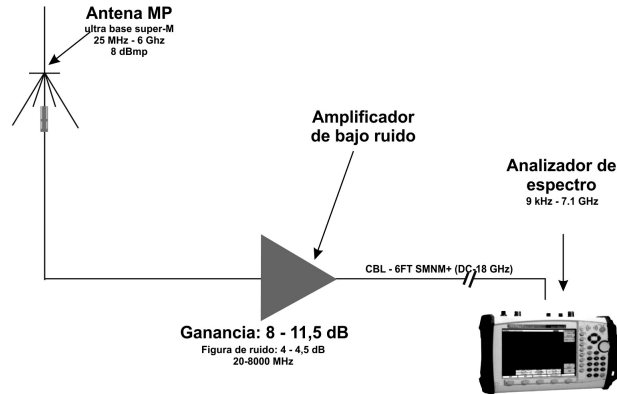 Antena MP
ultra base super-M
25 MHz - 6 Ghz
8 dBmp
Amplificador
de bajo ruido
Analizador de
espectro
9 kHz - 7.1 GHz
CBL - 6FT SMNM+ (DC-18 GHz)
Ganancia: 8 - 11,5 dB
Figura de ruido: 4 - 4,5 dB
20-8000 MHz